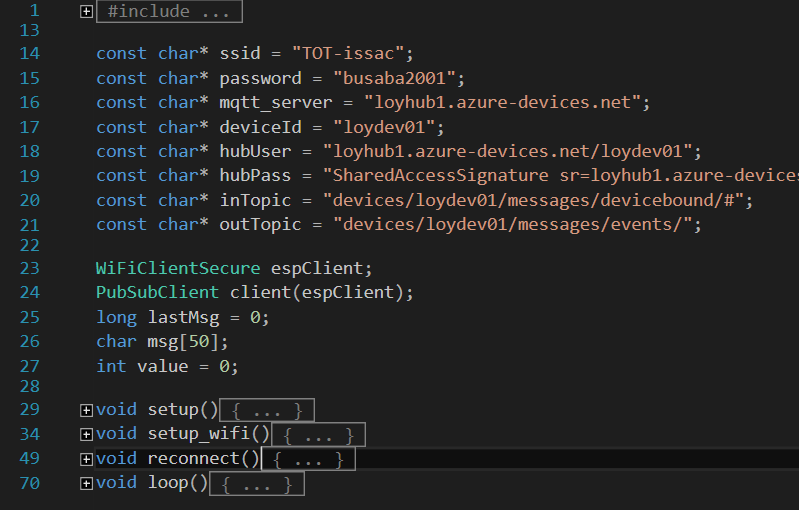 1 #include ...
13
14 const char* ssid = "TOT-issac";
15 const char* password = "busaba2001";
16 const char* mqtt_server = "loyhub1.azure-devices.net";
17 const char* deviceId = "loydev01";
18 const char* hubUser = "loyhub1.azure-devices.net/loydev01";
19 const char* hubPass = "SharedAccessSignature sr=loyhub1.azure-devices
20 const char* inTopic = "devices/loydev01/messages/devicebound/#";
21 const char* outTopic = "devices/loydev01/messages/events/";
22
23 WiFiClientSecure espClient;
24 PubSubClient client(espClient);
25 long lastMsg = 0;
26 char msg[50];
27 int value = 0;
28
29 void setup() { ... }
34 void setup_wifi() { ... }
49 void reconnect() { ... }
70 void loop() { ... }